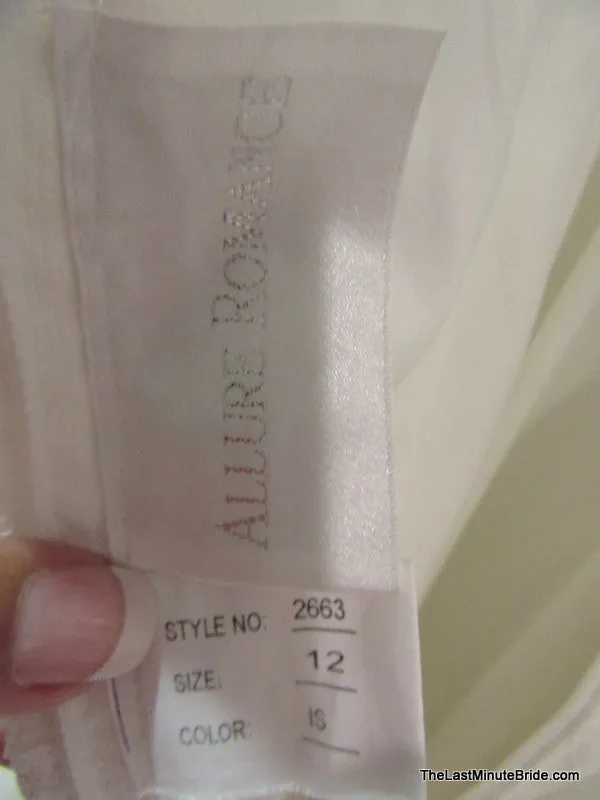 ALLURE ROMANCE
STYLE NO: 2663
SIZE: 12
COLOR: IS
TheLastMinuteBride.com